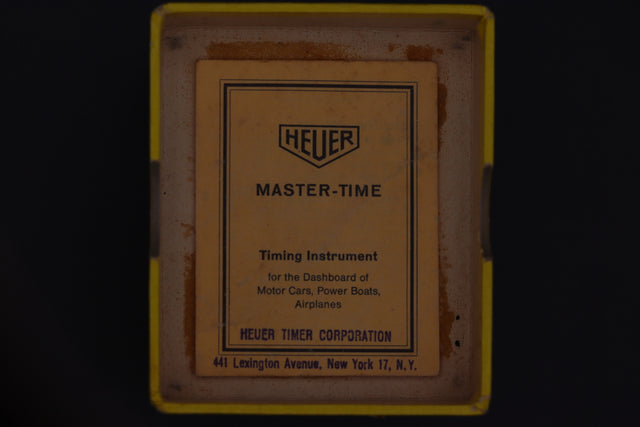 HEUER
MASTER-TIME
Timing Instrument
for the Dashboard of
Motor Cars, Power Boats,
Airplanes
HEUER TIMER CORPORATION
441 Lexington Avenue, New York 17, N.Y.